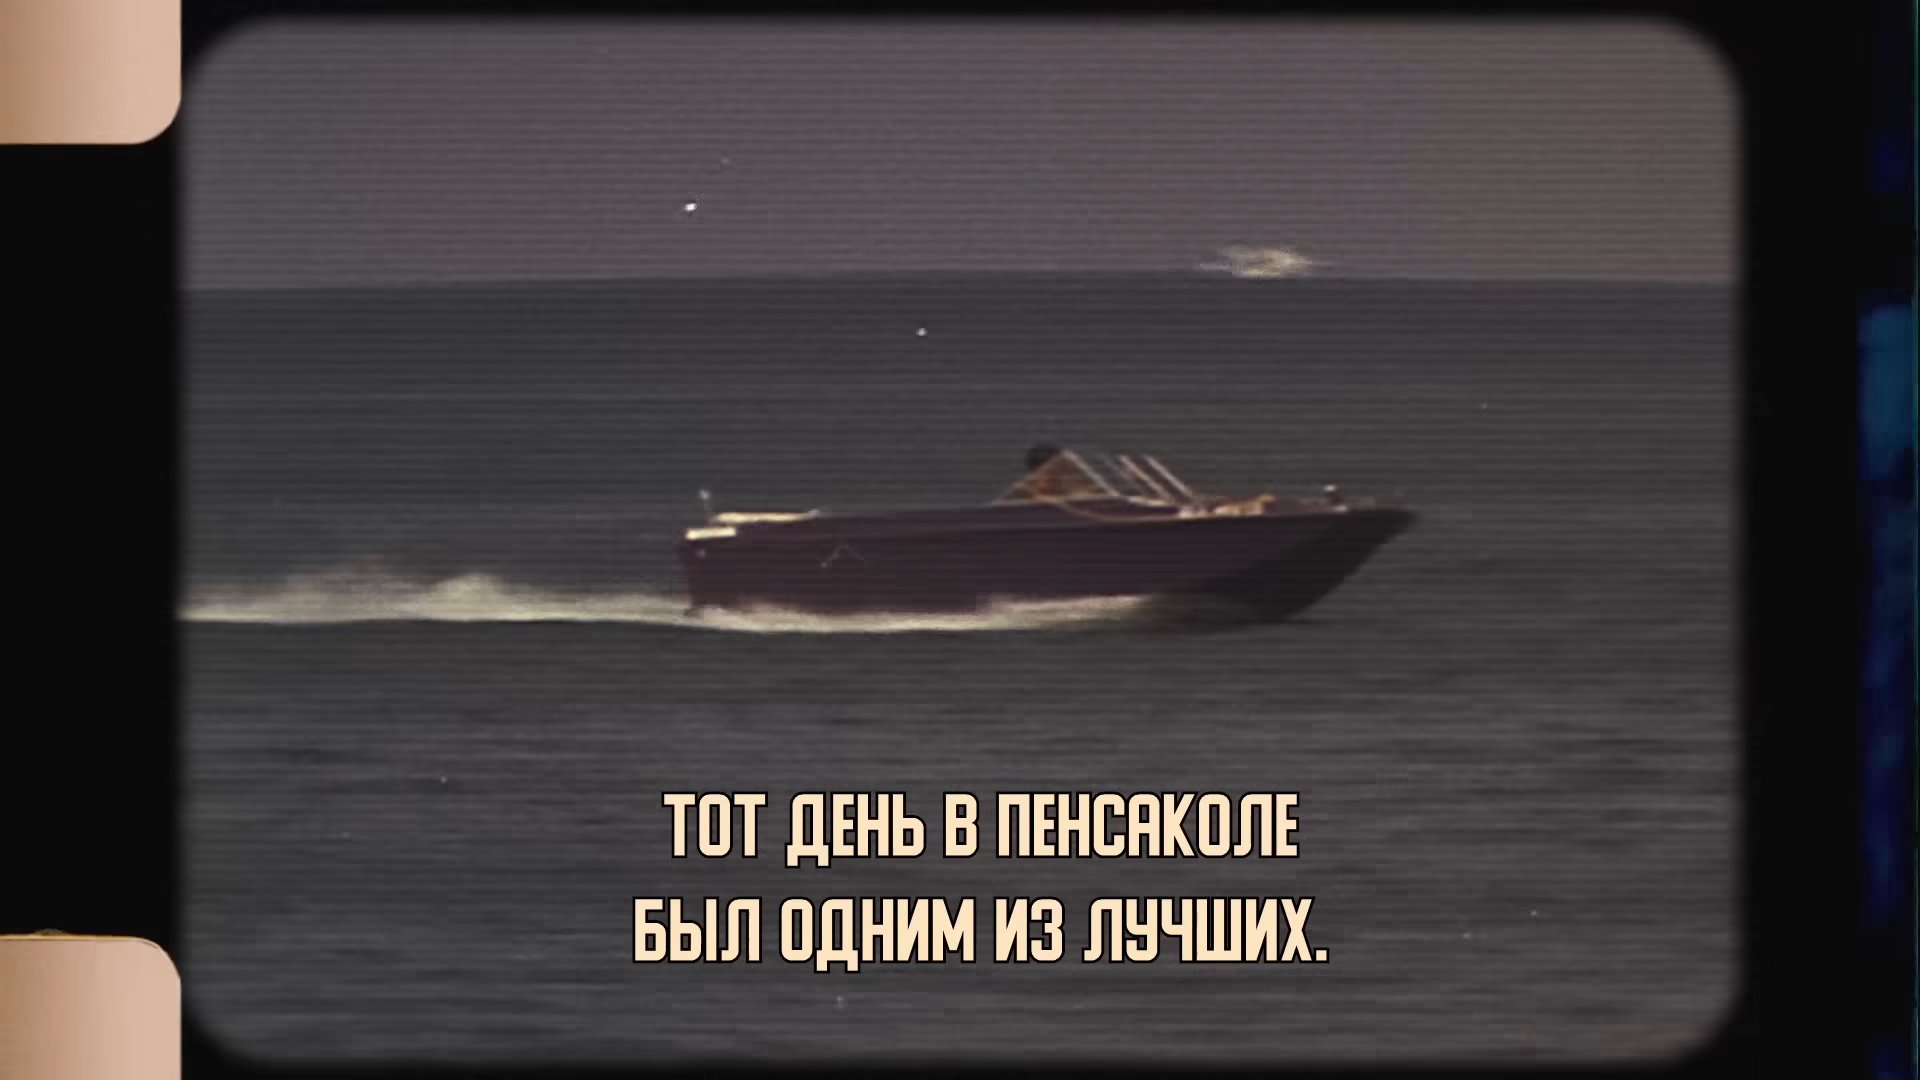 ТОТ ДЕНЬ В ПЕНСАКОЛЕ
БЫЛ ОДНИМ ИЗ ЛУЧШИХ.